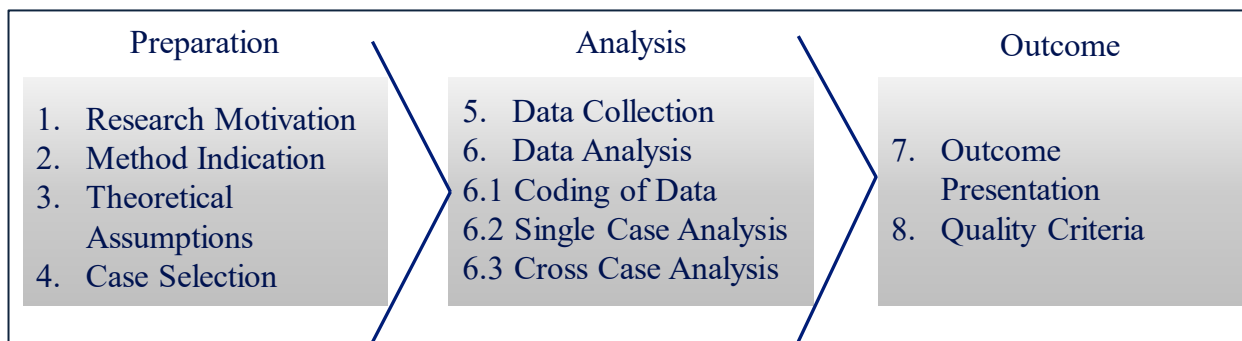 Preparation
1. Research Motivation
2. Method Indication
3. Theoretical
Assumptions
4. Case Selection
Analysis
5. Data Collection
6. Data Analysis
6.1 Coding of Data
6.2 Single Case Analysis
6.3 Cross Case Analysis
Outcome
7. Outcome
Presentation
8. Quality Criteria